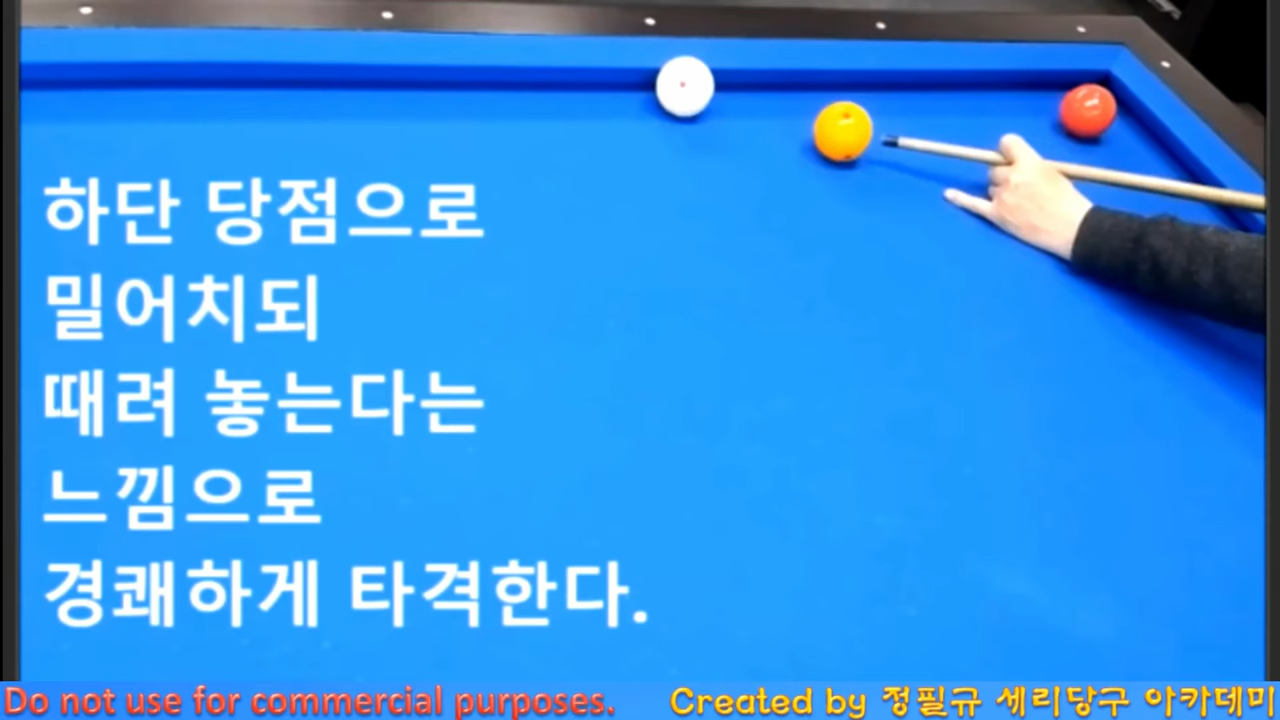 하단 당점으로
밀어치되
때려 놓는다는
느낌으로
경쾌하게 타격한다.
Do not use for commercial purposes. Created by 정필규 세리당구 아카데미